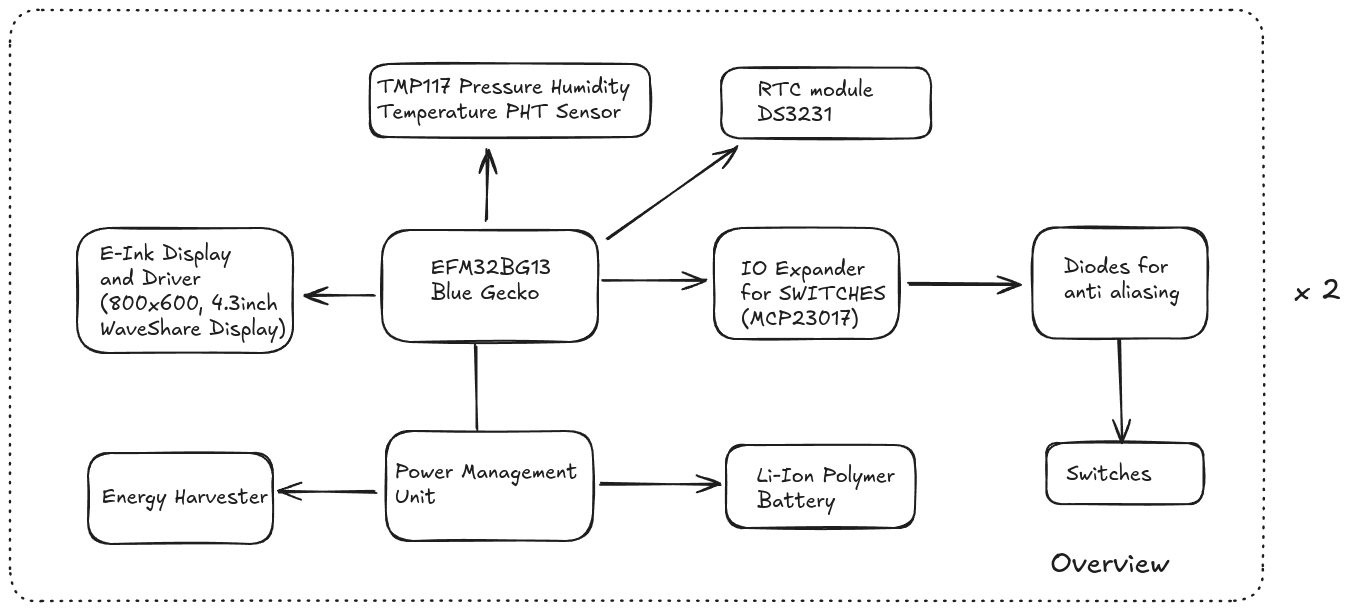 TMP117 Pressure Humidity
Temperature PHT Sensor
RTC module
DS3231
E-Ink Display
and Driver
(800x600, 4.3inch
WaveShare Display)
EFM32BG13
Blue Gecko
IO Expander
for SWITCHES
(MCP23017)
Diodes for
anti aliasing
x 2
Energy Harvester
Power Management
Unit
Li-Ion Polymer
Battery
Switches
Overview